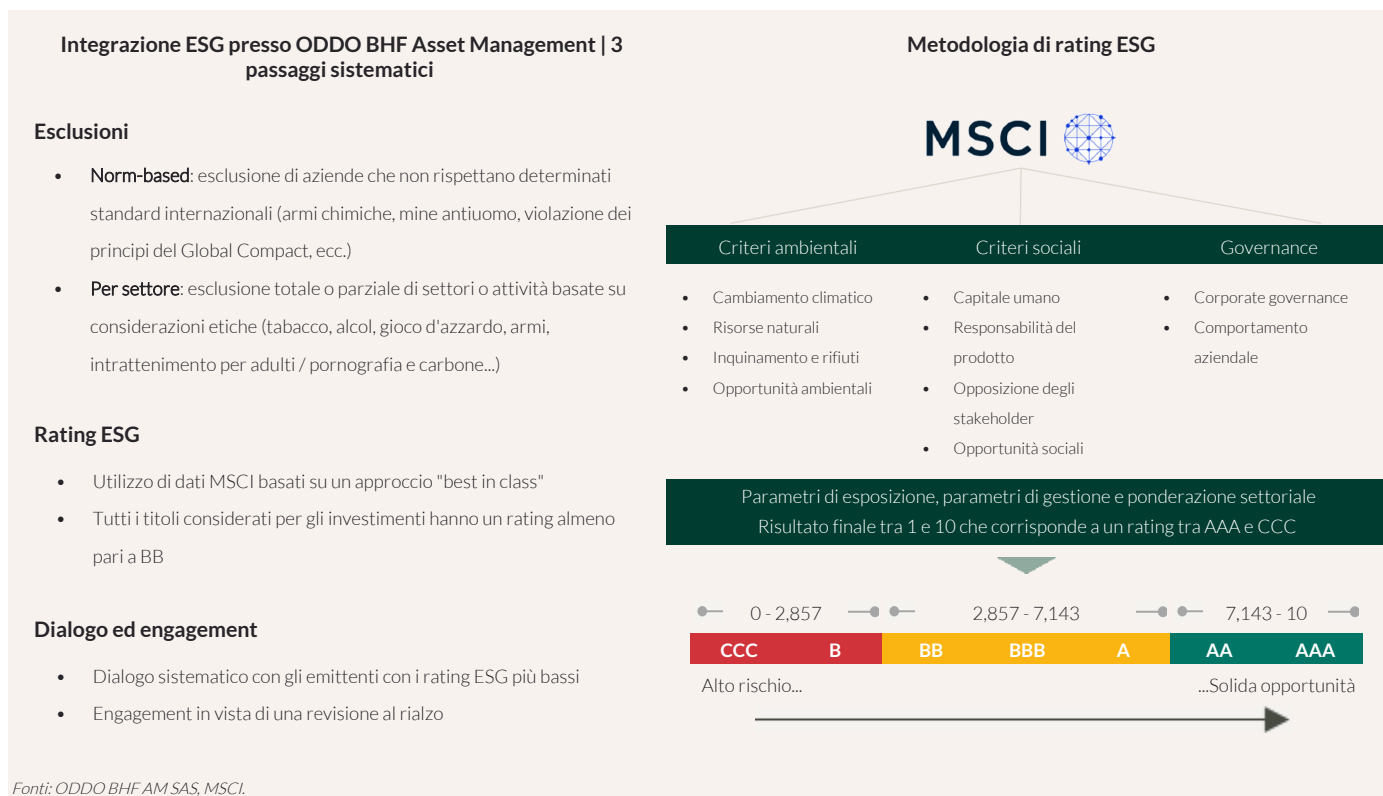 Integrazione ESG presso ODDO BHF Asset Management | 3
passaggi sistematici
Esclusioni
• Norm-based: esclusione di aziende che non rispettano determinati
standard internazionali (armi chimiche, mine antiuomo, violazione dei
principi del Global Compact, ecc.)
• Per settore: esclusione totale o parziale di settori o attività basate su
considerazioni etiche (tabacco, alcol, gioco d'azzardo, armi,
intrattenimento per adulti / pornografia e carbone...)
Rating ESG
• Utilizzo di dati MSCI basati su un approccio "best in class"
• Tutti i titoli considerati per gli investimenti hanno un rating almeno
pari a BB
Dialogo ed engagement
• Dialogo sistematico con gli emittenti con i rating ESG più bassi
• Engagement in vista di una revisione al rialzo
Metodologia di rating ESG
MSCI
Criteri ambientali
• Cambiamento climatico
• Risorse naturali
• Inquinamento e rifiuti
• Opportunità ambientali
Criteri sociali
• Capitale umano
• Responsabilità del
prodotto
• Opposizione degli
stakeholder
• Opportunità sociali
Governance
• Corporate governance
• Comportamento
aziendale
Parametri di esposizione, parametri di gestione e ponderazione settoriale
Risultato finale tra 1 e 10 che corrisponde a un rating tra AAA e CCC
0 - 2,857 2,857 - 7,143 7,143 - 10
CCC B BB BBB A AA AAA
Alto rischio... ...Solida opportunità
Fonti: ODDO BHF AM SAS, MSCI.